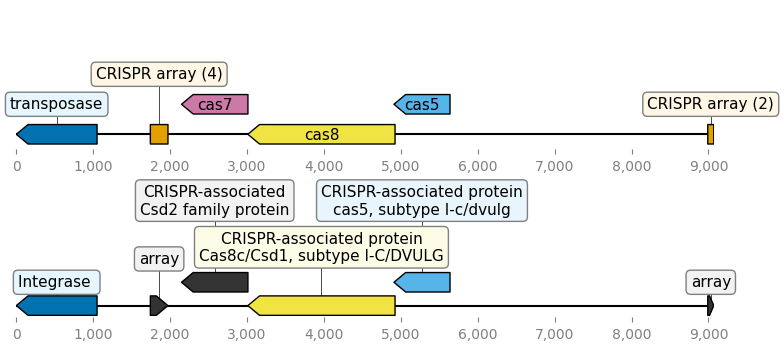 CRISPR array (4)
transposase
cas7
cas5
CRISPR array (2)
cas8
0 1,000 2,000 3,000 4,000 5,000 6,000 7,000 8,000 9,000
CRISPR-associated
Csd2 family protein
CRISPR-associated protein
cas5, subtype I-c/dvulg
CRISPR-associated protein
Cas8c/Csd1, subtype I-C/DVULG
array
Integrase
array
0 1,000 2,000 3,000 4,000 5,000 6,000 7,000 8,000 9,000